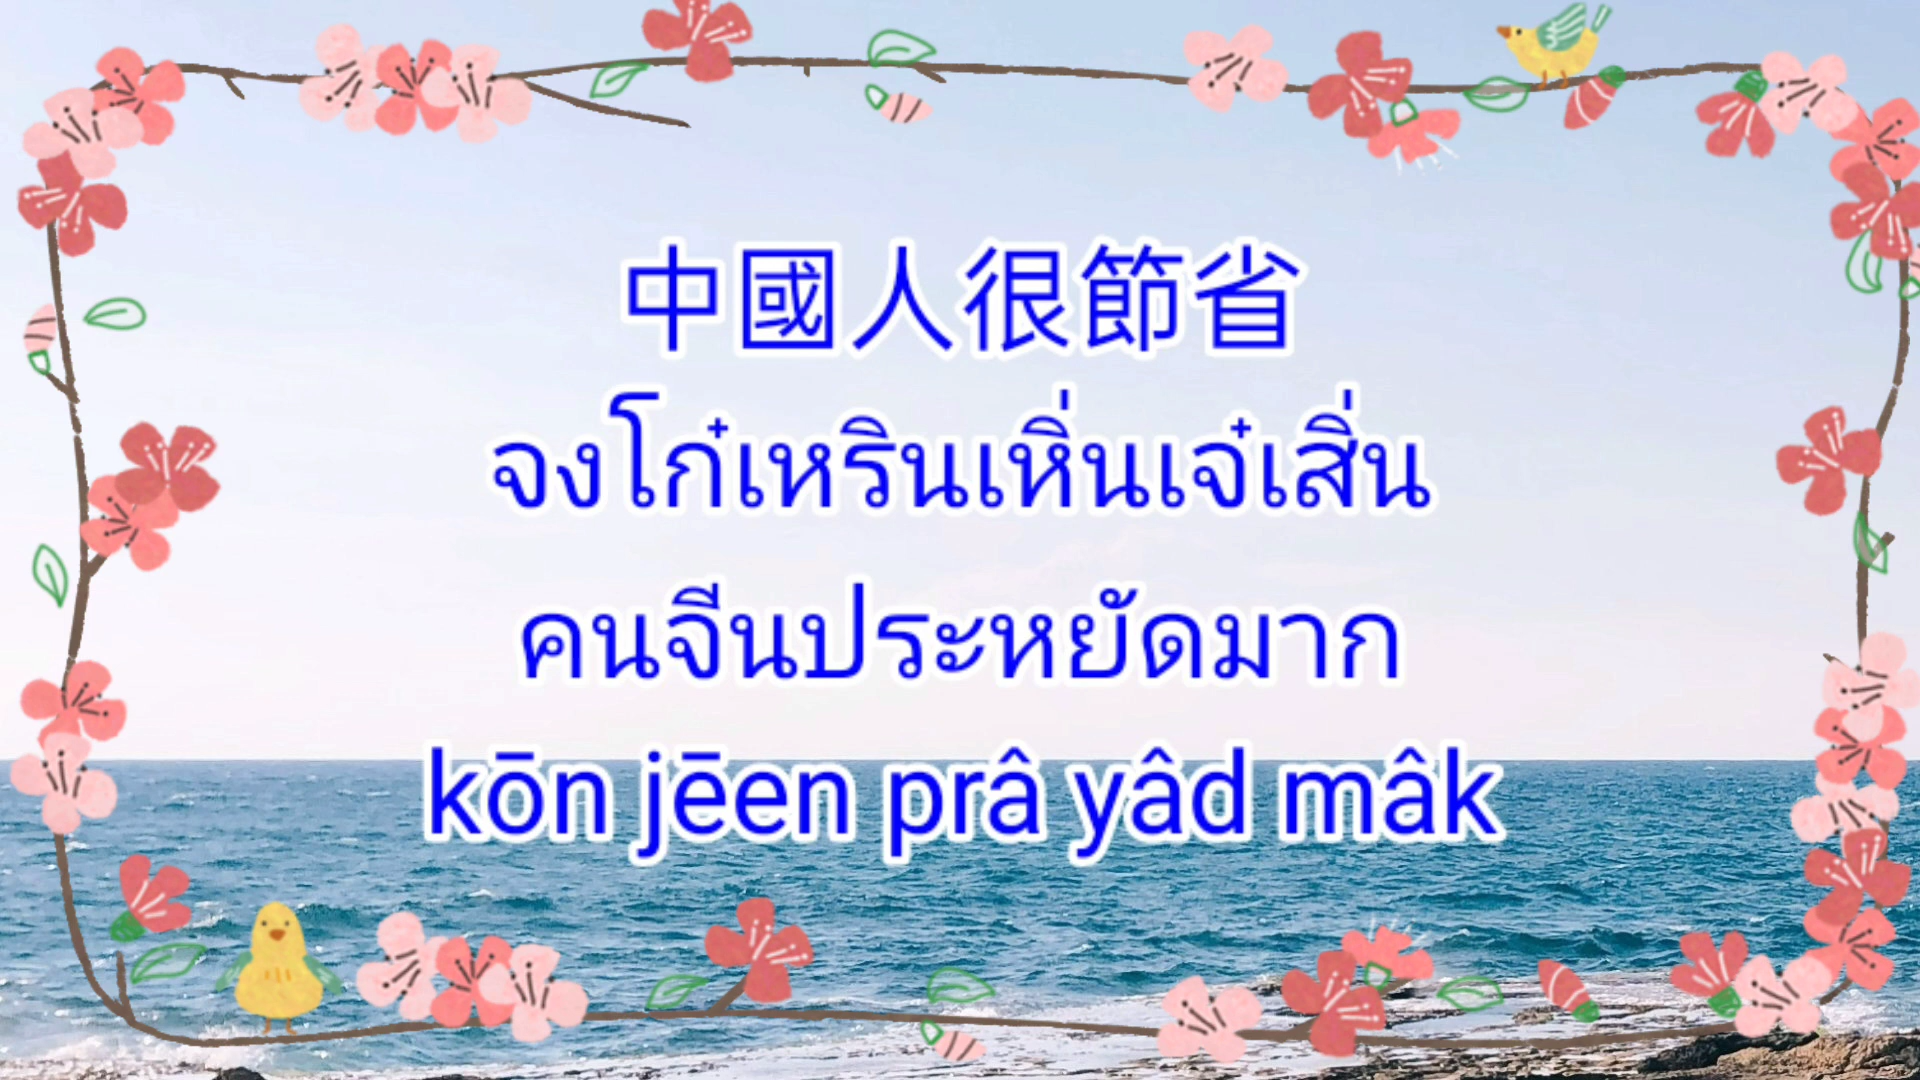 中國人很節省
จงโก๋เหรินเหิ่นเจ๋เสิ่น
คนจีนประหยัดมาก
kōn jēen prâ yâd mâk